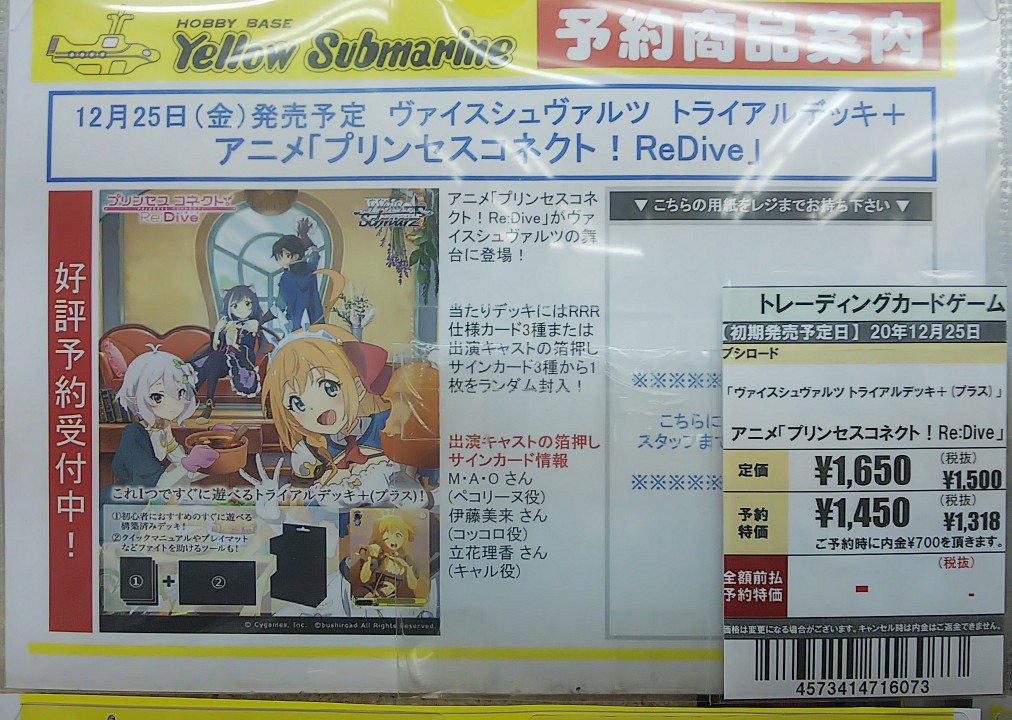 HOBBY BASE
Yellow Submarine
予約商品案内
12月25日(金)発売予定 ヴァイスシュヴァルツ トライアルデッキ+
アニメ「プリンセスコネクト！ReDive」
好評予約受付中！
プリンセスコネクト！
Re:Dive
Weiß
Schwarz
これ1つですぐに遊べるトライアルデッキ+(プラス)！
①初心者におすすめのすぐに遊べる
構築済みデッキ！
②クイックマニュアルやプレイマット
などファイトを助けるツールも！
① + ②
© Cygames, Inc. ©bushiroad All Rights Reserved.
アニメ「プリンセスコネ
クト！Re:Dive」がヴァ
イスシュヴァルツの舞
台に登場！
当たりデッキにはRRR
仕様カード3種または
出演キャストの箔押し
サインカード3種から1
枚をランダム封入！
出演キャストの箔押し
サインカード情報
M・A・O さん
(ペコリーヌ役)
伊藤美来 さん
(コッコロ役)
立花理香 さん
(キャル役)
▼ こちらの用紙をレジまでお持ち下さい ▼
※※※※※
こちらに
スタッフまで
※※※※※
トレーディングカードゲーム
【初期発売予定日】 20年12月25日
ブシロード
「ヴァイスシュヴァルツ トライアルデッキ+ (プラス) 」
アニメ「プリンセスコネクト！Re:Dive」
定価 ¥1,650 (税抜) ¥1,500
予約特価 ¥1,450 (税抜) ¥1,318
ご予約時に内金¥700を頂きます。
全額前払予約特価 - (税抜) -
価格は変更になる場合がございます。キャンセル時は内金はご返金できません。
4573414716073